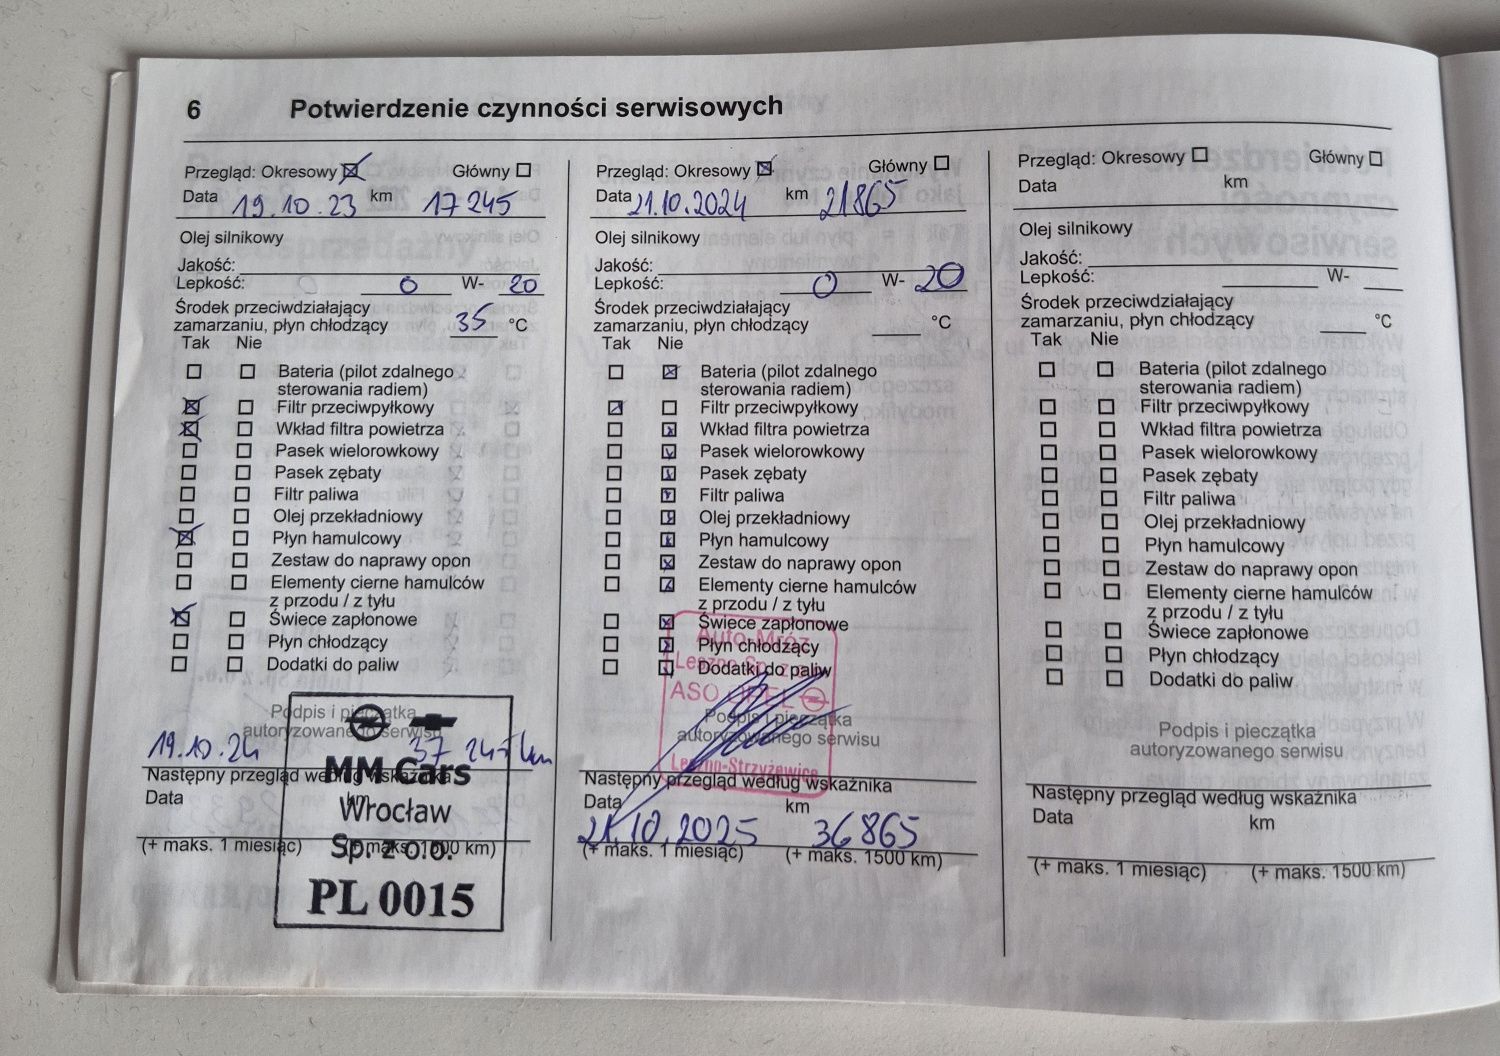 6 Potwierdzenie czynności serwisowych
Przegląd: Okresowy Główny
Data 19.10.23 km 17 245
Olej silnikowy
Jakość:
Lepkość: 0 W- 20
Środek przeciwdziałający
zamarzaniu, płyn chłodzący 35 °C
Tak Nie
Bateria (pilot zdalnego
sterowania radiem)
Filtr przeciwpyłkowy
Wkład filtra powietrza
Pasek wielorowkowy
Pasek zębaty
Filtr paliwa
Olej przekładniowy
Płyn hamulcowy
Zestaw do naprawy opon
Elementy cierne hamulców
z przodu / z tyłu
Świece zapłonowe
Płyn chłodzący
Dodatki do paliw
Podpis i pieczątka
autoryzowanego serwisu
19.10.24 37 245 km
Następny przegląd według wskaźnika
Data
(+ maks. 1 miesiąc) (+ maks. 1500 km)
MM Cars
Wrocław
Sp. z o.o.
PL 0015
Przegląd: Okresowy Główny
Data 21.10.2024 km 21865
Olej silnikowy
Jakość:
Lepkość: 0 W- 20
Środek przeciwdziałający
zamarzaniu, płyn chłodzący °C
Tak Nie
Bateria (pilot zdalnego
sterowania radiem)
Filtr przeciwpyłkowy
Wkład filtra powietrza
Pasek wielorowkowy
Pasek zębaty
Filtr paliwa
Olej przekładniowy
Płyn hamulcowy
Zestaw do naprawy opon
Elementy cierne hamulców
z przodu / z tyłu
Świece zapłonowe
Płyn chłodzący
Dodatki do paliw
Auto-Mróz
Leszno Sp. z o.o.
ASO OPEL
Leszno-Strzyżewice
Podpis i pieczątka
autoryzowanego serwisu
Następny przegląd według wskaźnika
Data km
21.10.2025 36865
(+ maks. 1 miesiąc) (+ maks. 1500 km)
Przegląd: Okresowy Główny
Data km
Olej silnikowy
Jakość:
Lepkość: W-
Środek przeciwdziałający
zamarzaniu, płyn chłodzący °C
Tak Nie
Bateria (pilot zdalnego
sterowania radiem)
Filtr przeciwpyłkowy
Wkład filtra powietrza
Pasek wielorowkowy
Pasek zębaty
Filtr paliwa
Olej przekładniowy
Płyn hamulcowy
Zestaw do naprawy opon
Elementy cierne hamulców
z przodu / z tyłu
Świece zapłonowe
Płyn chłodzący
Dodatki do paliw
Podpis i pieczątka
autoryzowanego serwisu
Następny przegląd według wskaźnika
Data km
(+ maks. 1 miesiąc) (+ maks. 1500 km)